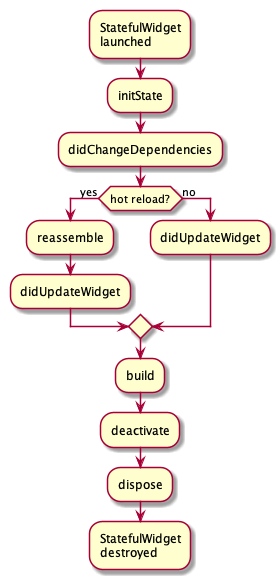 StatefulWidget
launched
initState
didChangeDependencies
yes
hot reload?
no
reassemble
didUpdateWidget
didUpdateWidget
build
deactivate
dispose
StatefulWidget
destroyed